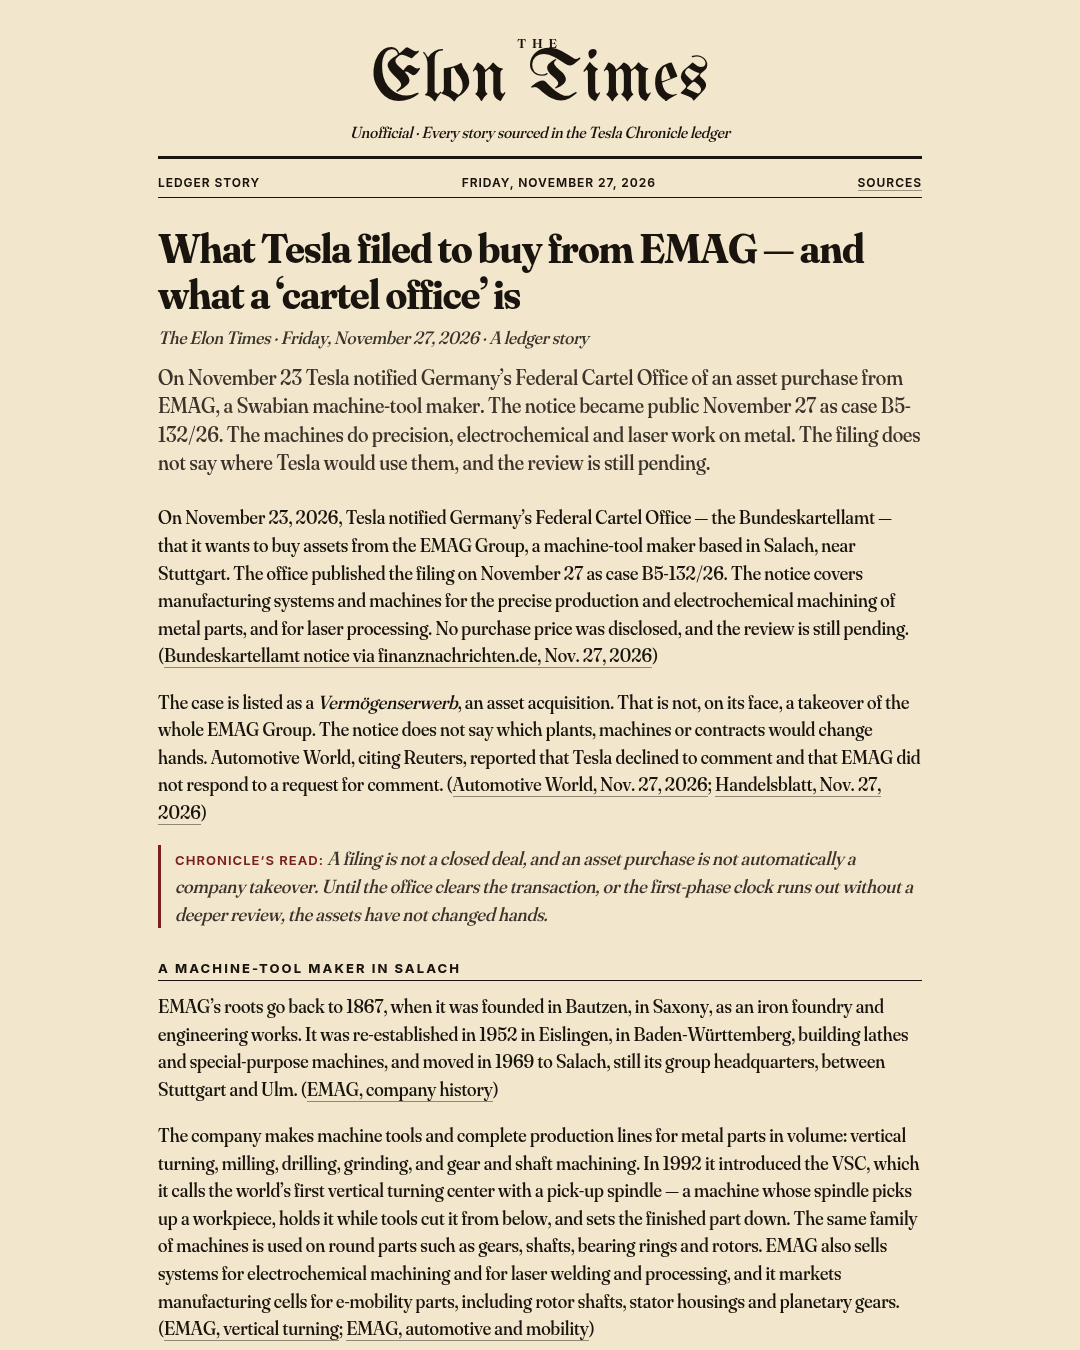 THE
Elon Times
Unofficial · Every story sourced in the Tesla Chronicle ledger
LEDGER STORY FRIDAY, NOVEMBER 27, 2026 SOURCES
What Tesla filed to buy from EMAG — and
what a ‘cartel office’ is
The Elon Times · Friday, November 27, 2026 · A ledger story
On November 23 Tesla notified Germany’s Federal Cartel Office of an asset purchase from
EMAG, a Swabian machine-tool maker. The notice became public November 27 as case B5-
132/26. The machines do precision, electrochemical and laser work on metal. The filing does
not say where Tesla would use them, and the review is still pending.
On November 23, 2026, Tesla notified Germany’s Federal Cartel Office — the Bundeskartellamt —
that it wants to buy assets from the EMAG Group, a machine-tool maker based in Salach, near
Stuttgart. The office published the filing on November 27 as case B5-132/26. The notice covers
manufacturing systems and machines for the precise production and electrochemical machining of
metal parts, and for laser processing. No purchase price was disclosed, and the review is still pending.
(Bundeskartellamt notice via finanznachrichten.de, Nov. 27, 2026)
The case is listed as a Vermögenserwerb, an asset acquisition. That is not, on its face, a takeover of the
whole EMAG Group. The notice does not say which plants, machines or contracts would change
hands. Automotive World, citing Reuters, reported that Tesla declined to comment and that EMAG did
not respond to a request for comment. (Automotive World, Nov. 27, 2026; Handelsblatt, Nov. 27,
2026)
CHRONICLE’S READ: A filing is not a closed deal, and an asset purchase is not automatically a
company takeover. Until the office clears the transaction, or the first-phase clock runs out without a
deeper review, the assets have not changed hands.
A MACHINE-TOOL MAKER IN SALACH
EMAG’s roots go back to 1867, when it was founded in Bautzen, in Saxony, as an iron foundry and
engineering works. It was re-established in 1952 in Eislingen, in Baden-Württemberg, building lathes
and special-purpose machines, and moved in 1969 to Salach, still its group headquarters, between
Stuttgart and Ulm. (EMAG, company history)
The company makes machine tools and complete production lines for metal parts in volume: vertical
turning, milling, drilling, grinding, and gear and shaft machining. In 1992 it introduced the VSC, which
it calls the world’s first vertical turning center with a pick-up spindle — a machine whose spindle picks
up a workpiece, holds it while tools cut it from below, and sets the finished part down. The same family
of machines is used on round parts such as gears, shafts, bearing rings and rotors. EMAG also sells
systems for electrochemical machining and for laser welding and processing, and it markets
manufacturing cells for e-mobility parts, including rotor shafts, stator housings and planetary gears.
(EMAG, vertical turning; EMAG, automotive and mobility)